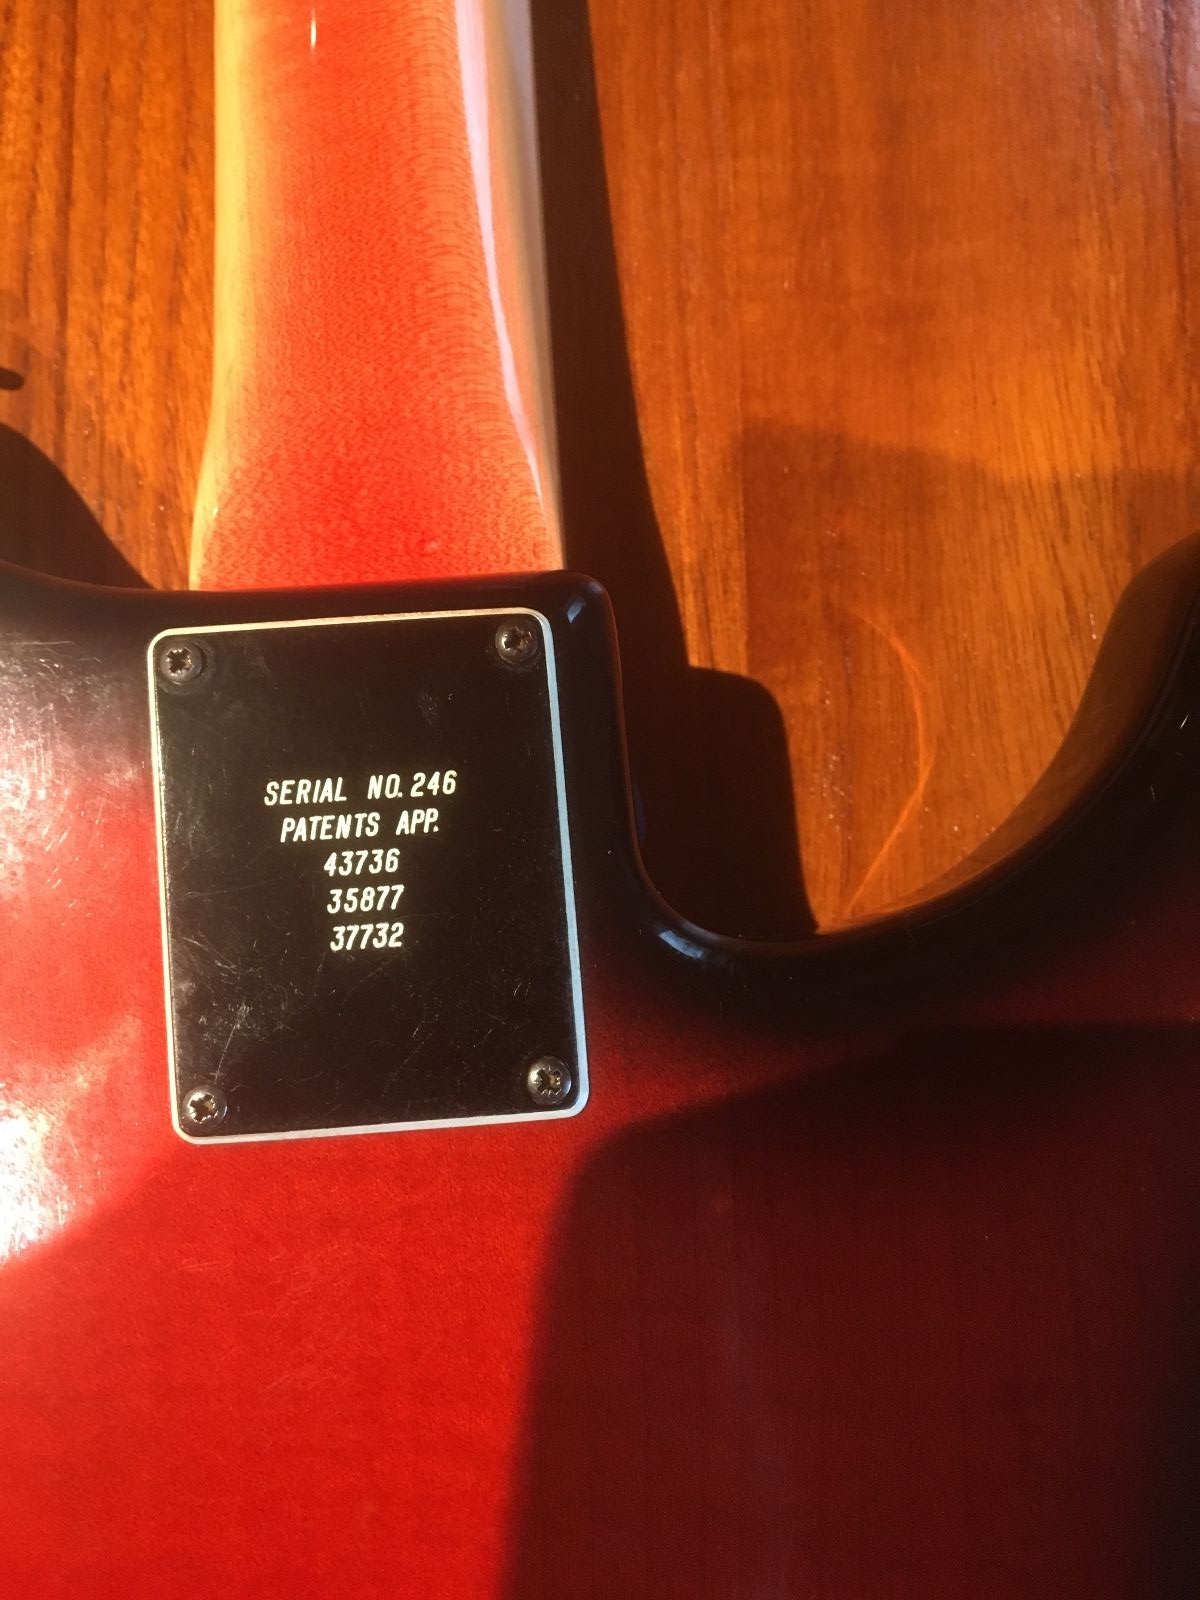 SERIAL NO. 246
PATENTS APP.
43736
35877
37732